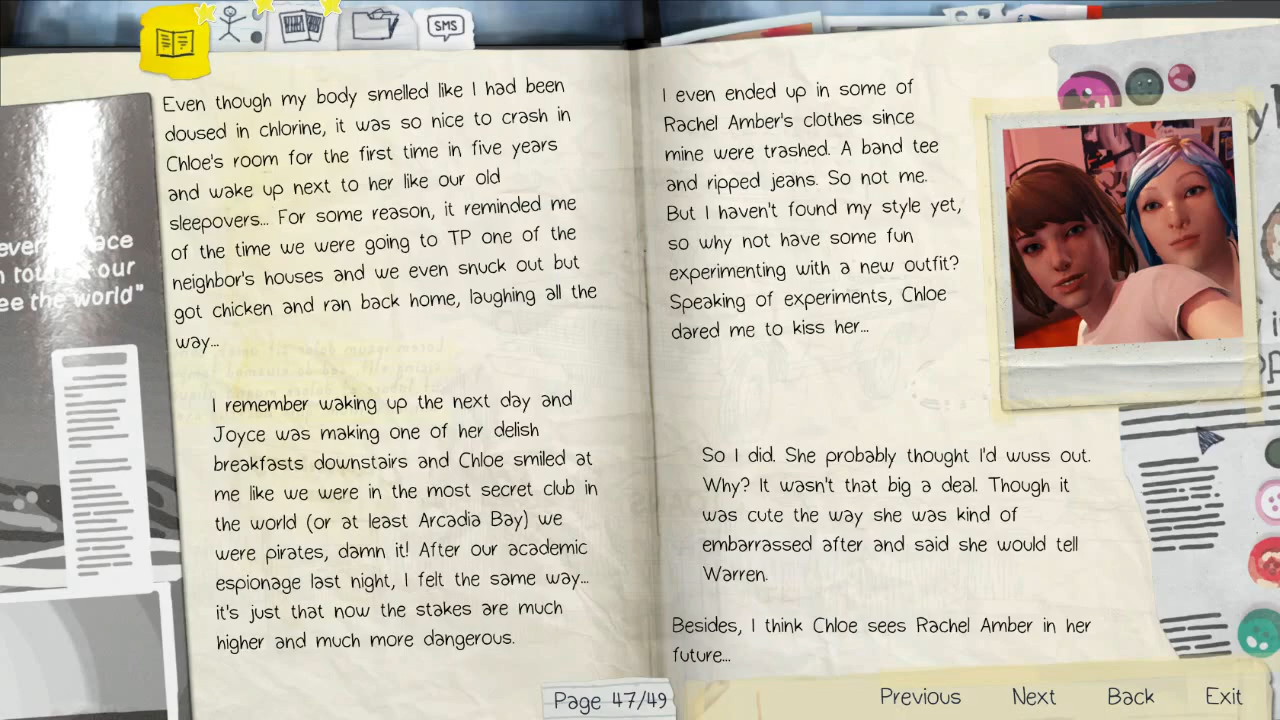 SMS
Even though my body smelled like I had been
doused in chlorine, it was so nice to crash in
Chloe's room for the first time in five years
and wake up next to her like our old
sleepovers... For some reason, it reminded me
of the time we were going to TP one of the
neighbor's houses and we even snuck out but
got chicken and ran back home, laughing all the
way...
I remember waking up the next day and
Joyce was making one of her delish
breakfasts downstairs and Chloe smiled at
me like we were in the most secret club in
the world (or at least Arcadia Bay) we
were pirates, damn it! After our academic
espionage last night, I felt the same way...
it's just that now the stakes are much
higher and much more dangerous.
I even ended up in some of
Rachel Amber's clothes since
mine were trashed. A band tee
and ripped jeans. So not me.
But I haven't found my style yet,
so why not have some fun
experimenting with a new outfit?
Speaking of experiments, Chloe
dared me to kiss her...
So I did. She probably thought I'd wuss out.
Why? It wasn't that big a deal. Though it
was cute the way she was kind of
embarrassed after and said she would tell
Warren.
Besides, I think Chloe sees Rachel Amber in her
future...
our
the world"
Page 47/49
Previous Next Back Exit